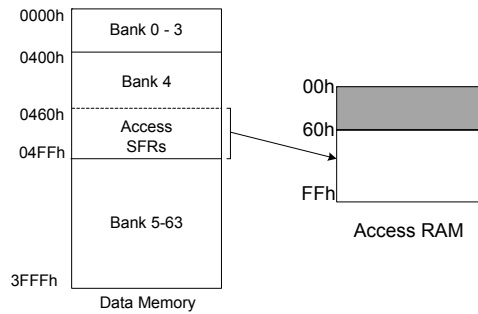 0000h
Bank 0 - 3
0400h
Bank 4
0460h
Access
SFRs
04FFh
Bank 5-63
3FFFh
Data Memory
00h
60h
FFh
Access RAM